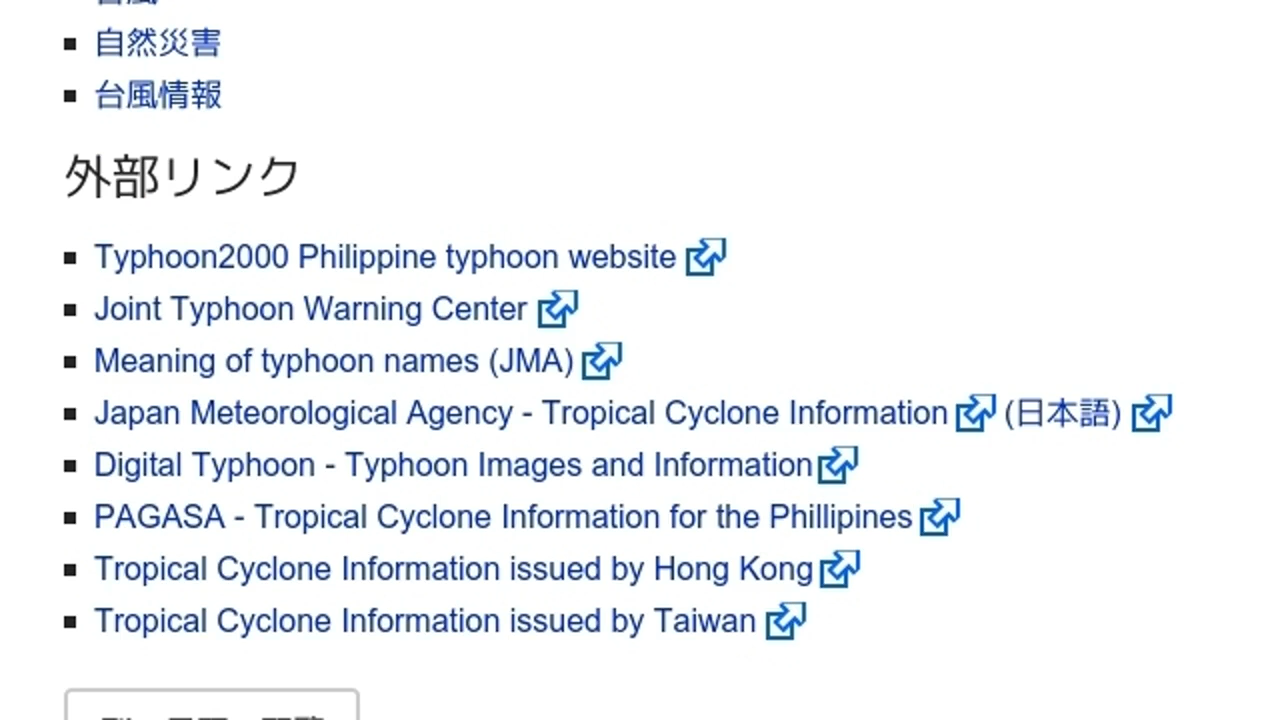 自然災害
台風情報
外部リンク
Typhoon2000 Philippine typhoon website
Joint Typhoon Warning Center
Meaning of typhoon names (JMA)
Japan Meteorological Agency - Tropical Cyclone Information (日本語)
Digital Typhoon - Typhoon Images and Information
PAGASA - Tropical Cyclone Information for the Phillipines
Tropical Cyclone Information issued by Hong Kong
Tropical Cyclone Information issued by Taiwan